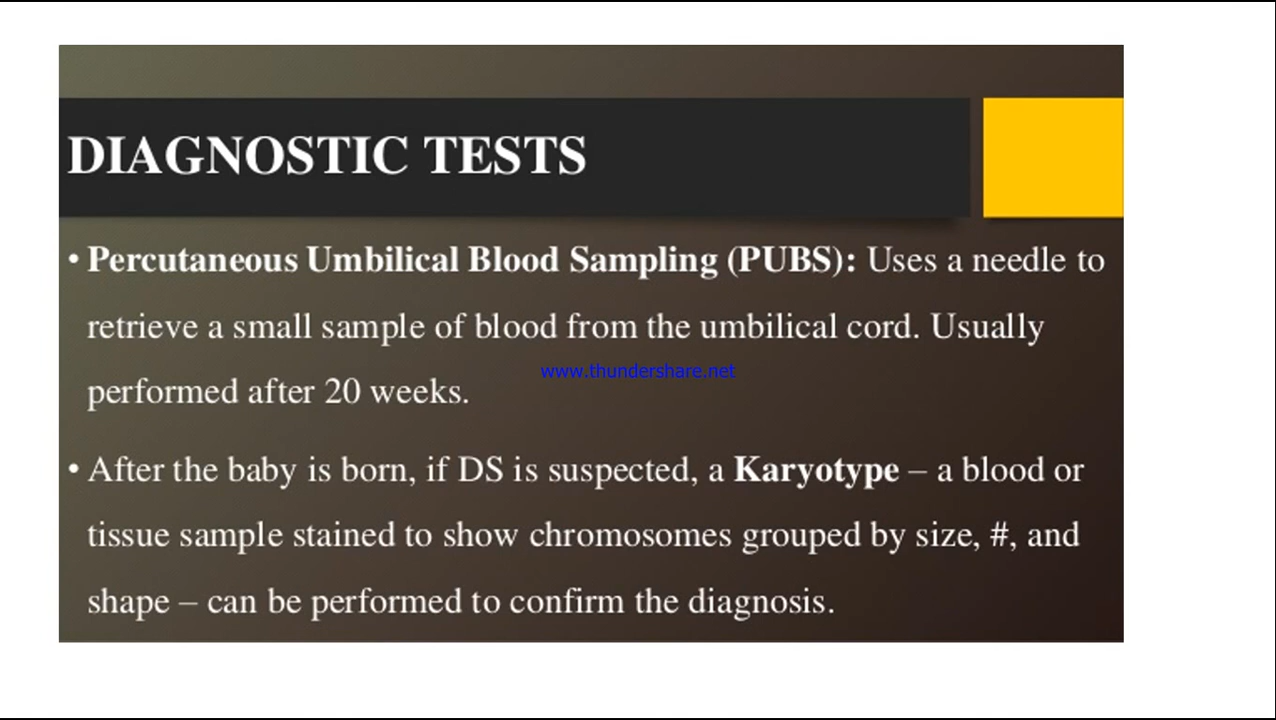 DIAGNOSTIC TESTS
• Percutaneous Umbilical Blood Sampling (PUBS): Uses a needle to
retrieve a small sample of blood from the umbilical cord. Usually
www.thundershare.net
performed after 20 weeks.
• After the baby is born, if DS is suspected, a Karyotype – a blood or
tissue sample stained to show chromosomes grouped by size, #, and
shape – can be performed to confirm the diagnosis.